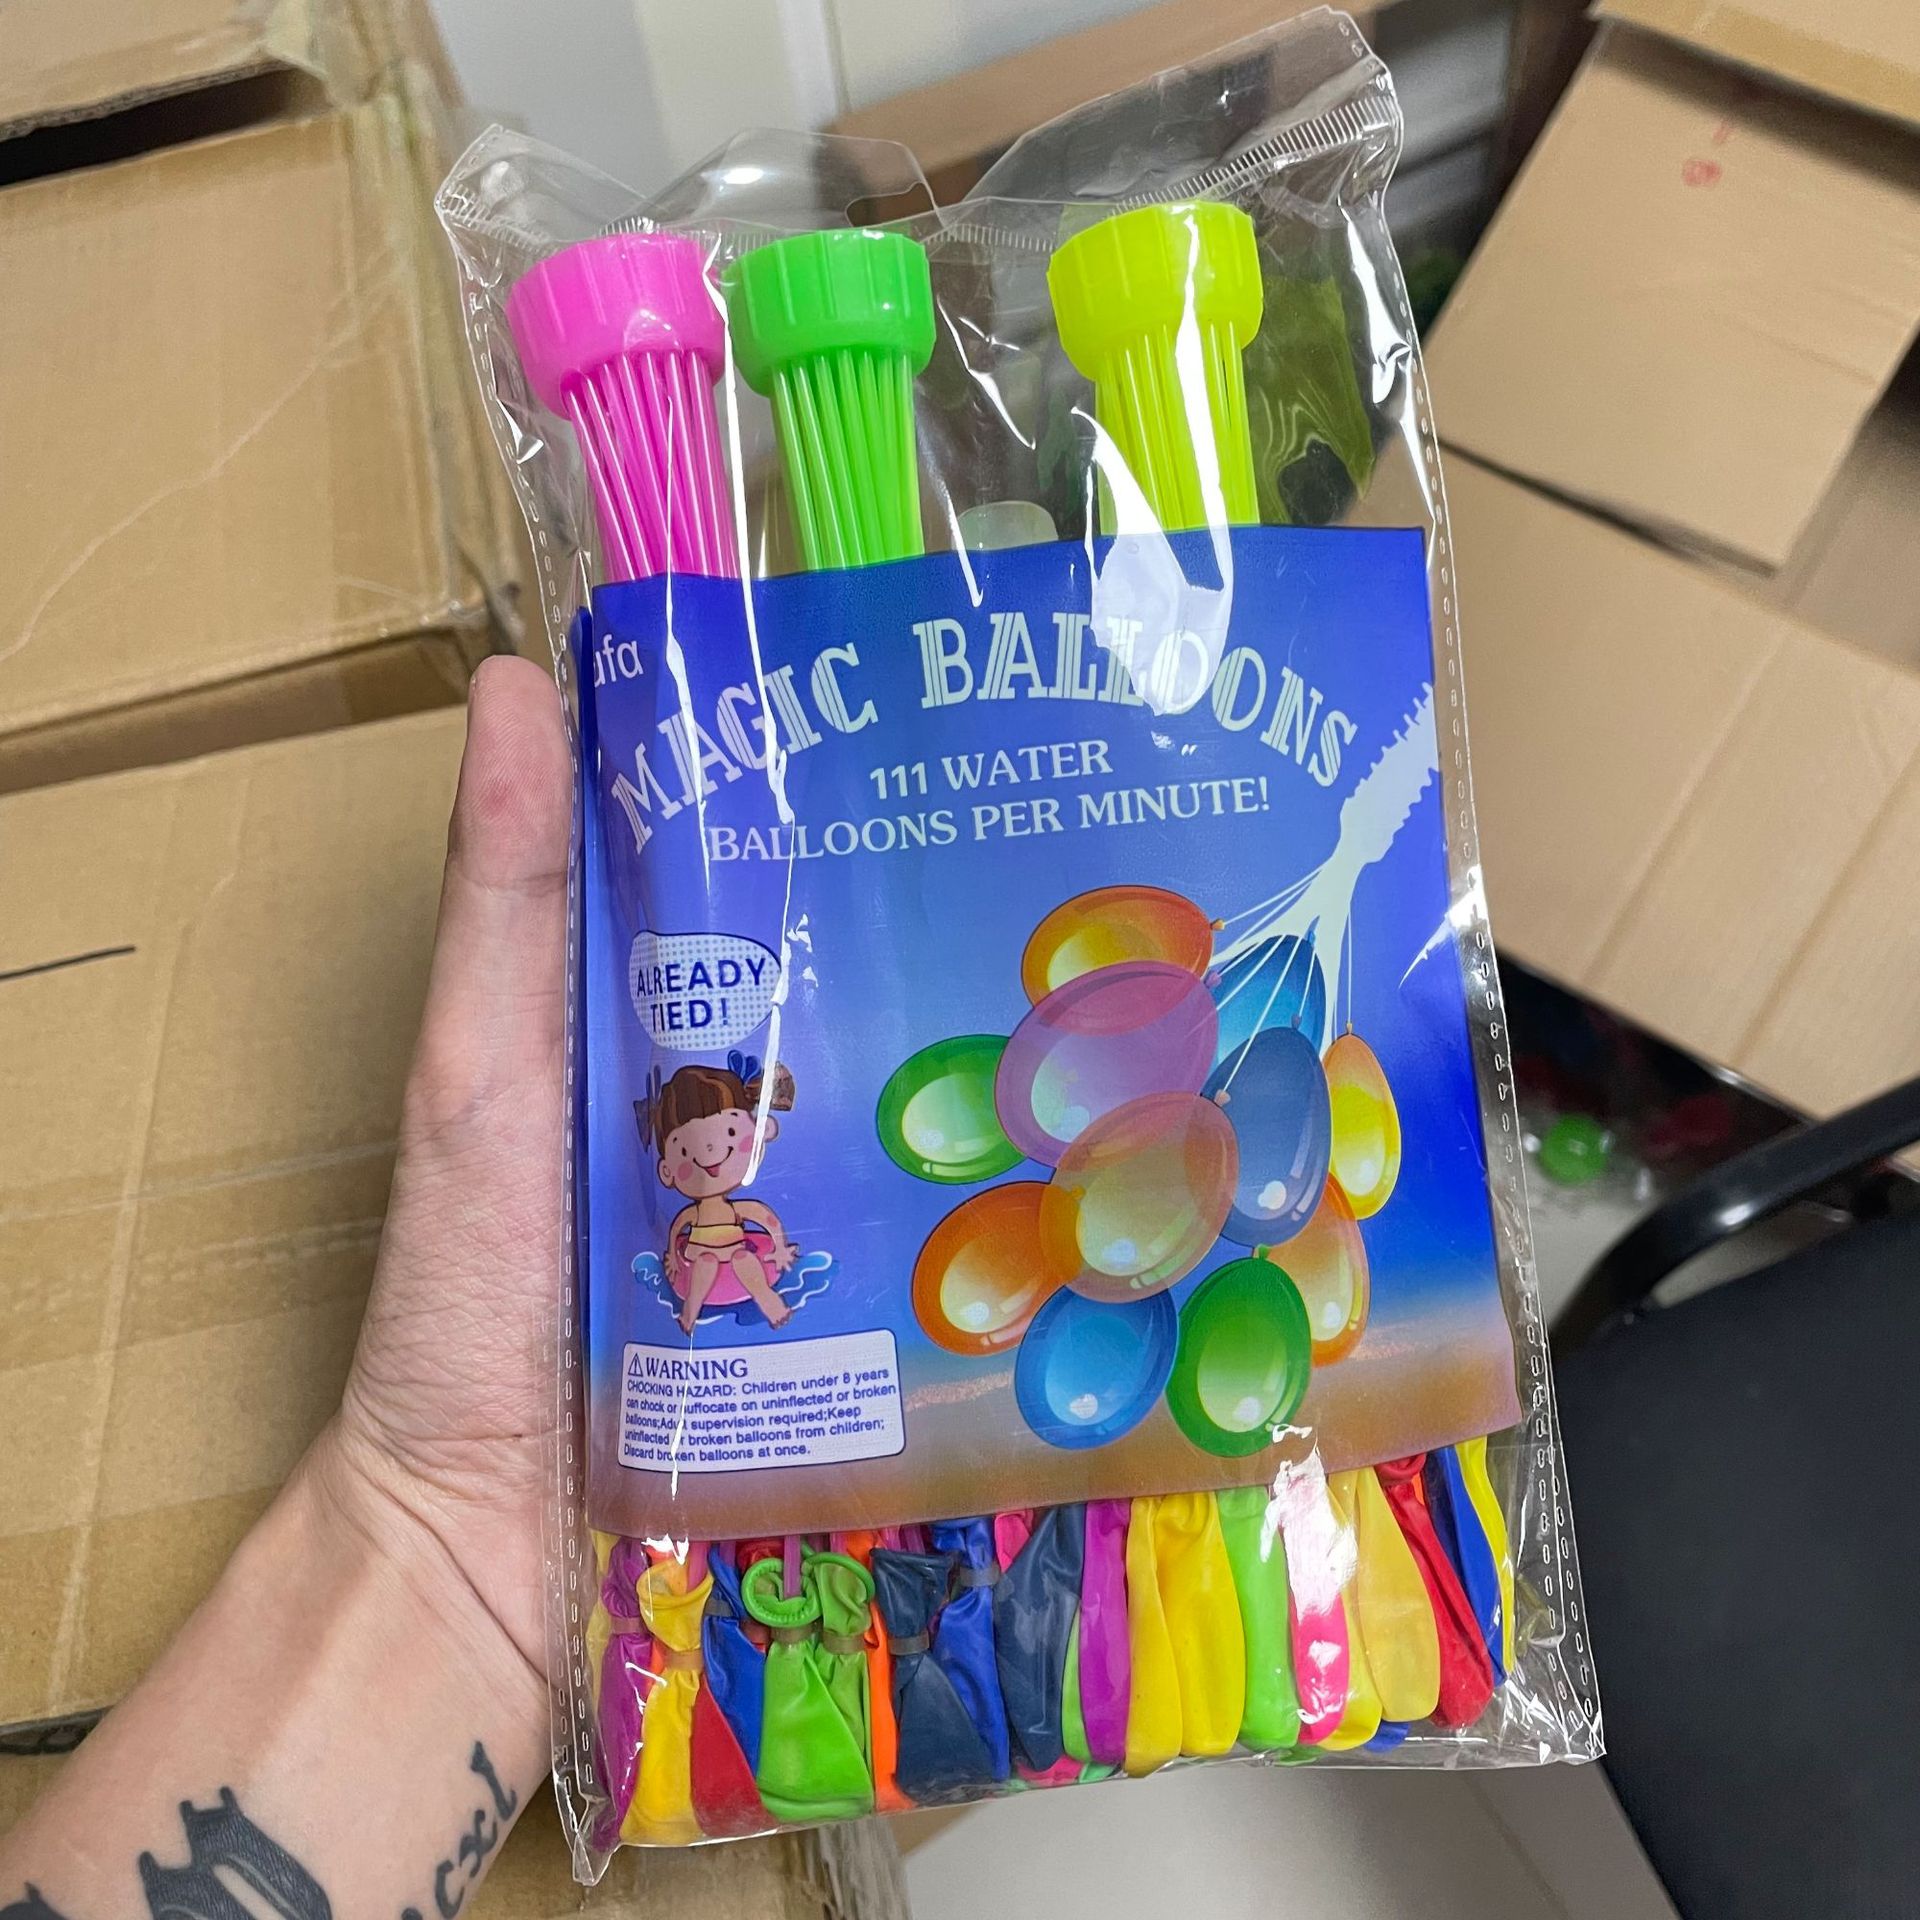 afa
MAGIC BALLOONS
111 WATER
BALLOONS PER MINUTE!
ALREADY
TIED!
WARNING
CHOCKING HAZARD: Children under 8 years
can chock or suffocate on uninflected or broken
balloons;Adult supervision required;Keep
uninflected or broken balloons from children;
Discard broken balloons at once.